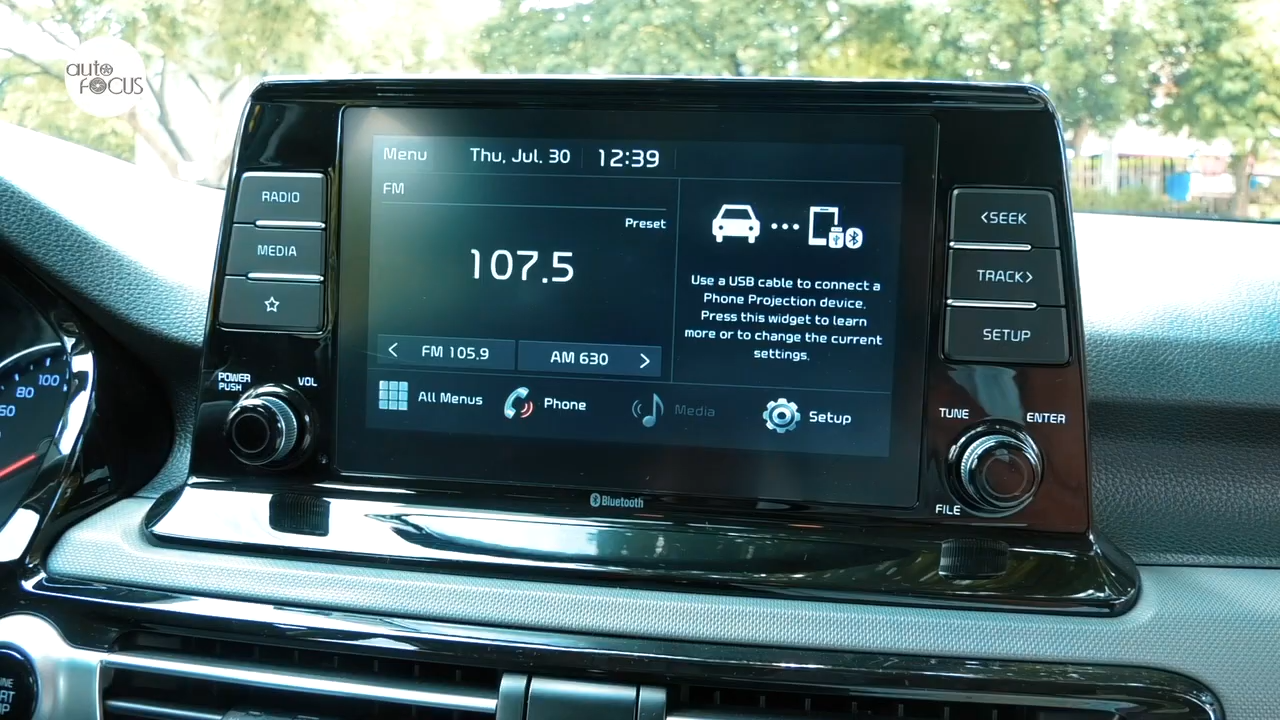 auto
FOCUS
Menu Thu, Jul. 30 12:39
FM
Preset
107.5
FM 105.9 AM 630
Use a USB cable to connect a
Phone Projection device.
Press this widget to learn
more or to change the current
settings.
All Menus Phone Media Setup
RADIO
MEDIA
POWER
PUSH
VOL
<SEEK
TRACK>
SETUP
TUNE
ENTER
FILE
Bluetooth
100
80